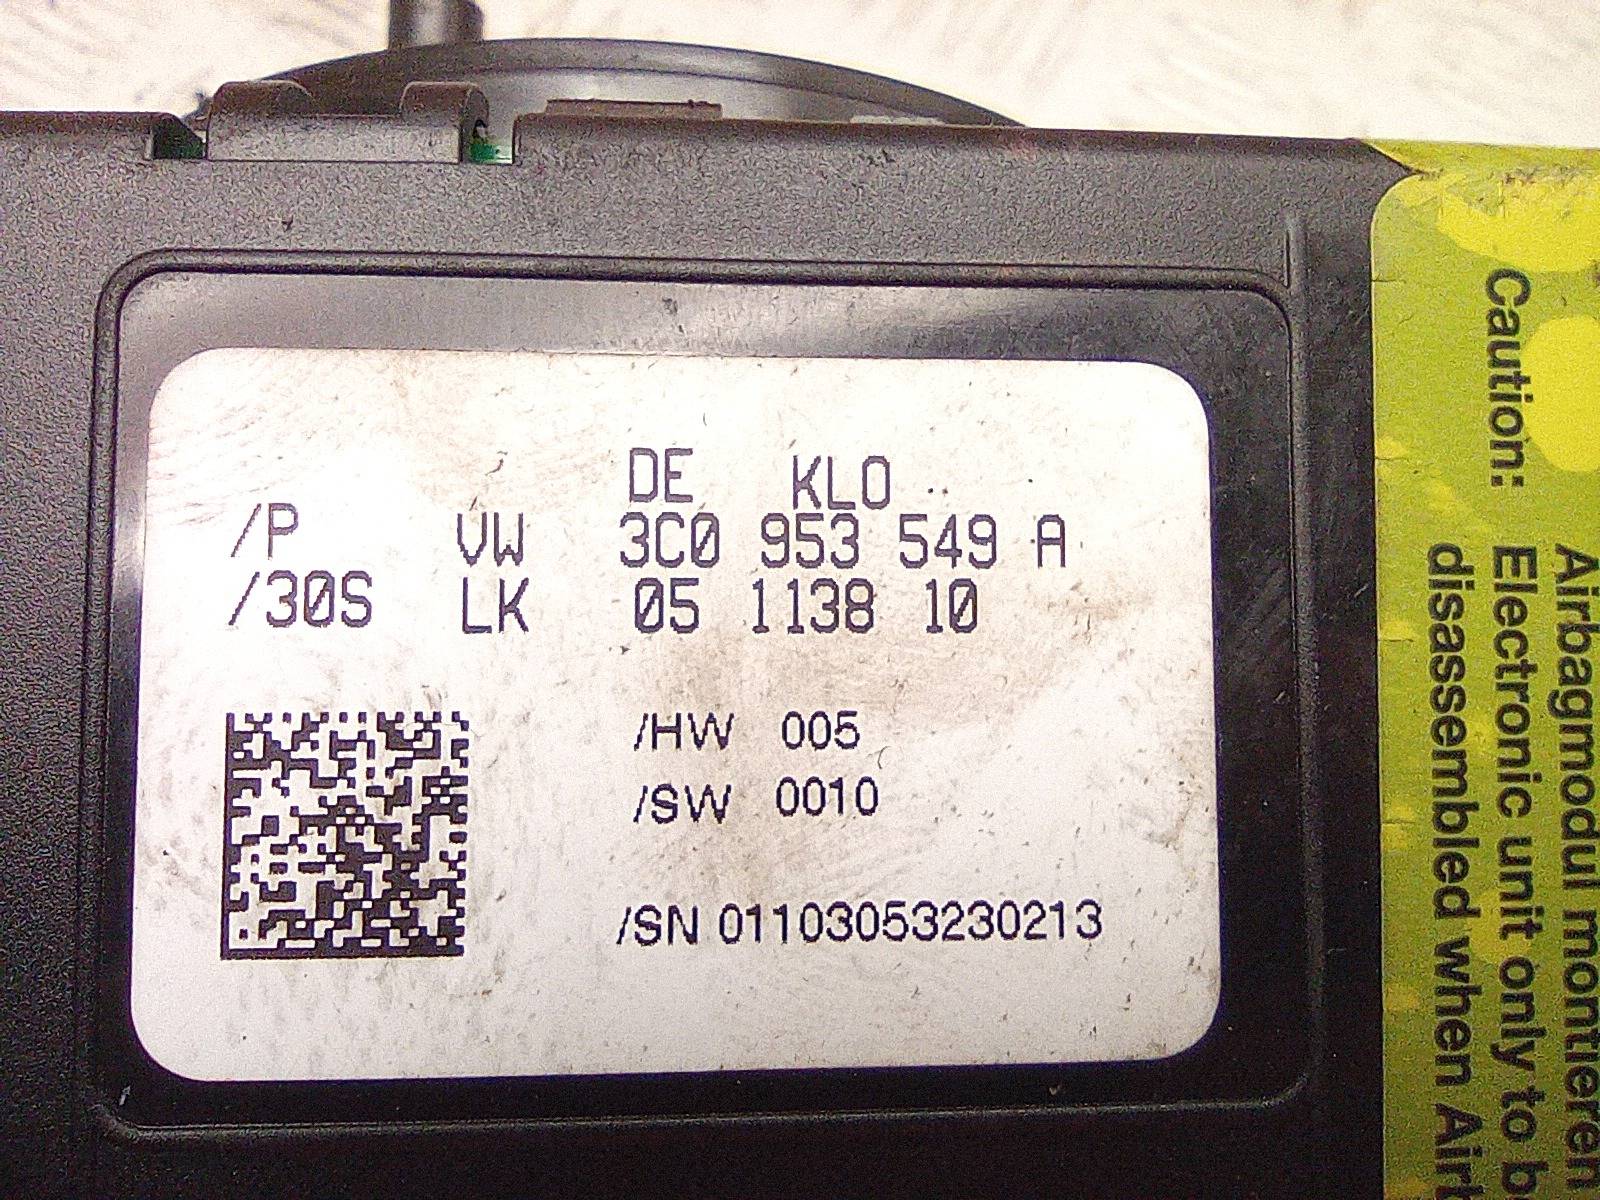 DE KLO
/P VW 3C0 953 549 A
/30S LK 05 1138 10
/HW 005
/SW 0010
/SN 01103053230213
Caution:
Airbagmodul montieren
Electronic unit only to b
disassembled when Air